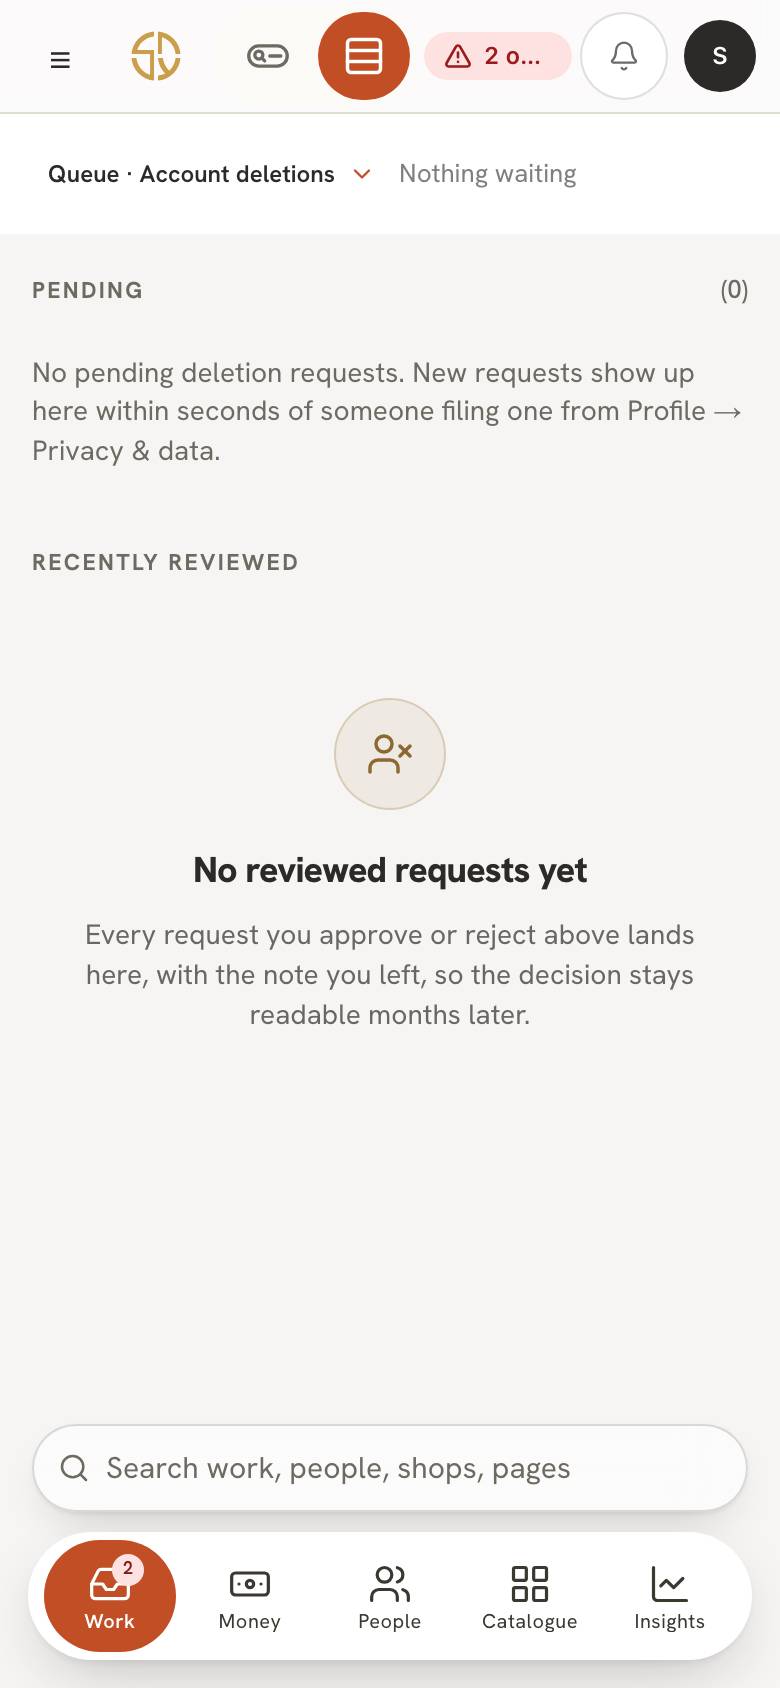 2 o...
S
Queue · Account deletions
Nothing waiting
PENDING
(0)
No pending deletion requests. New requests show up
here within seconds of someone filing one from Profile →
Privacy & data.
RECENTLY REVIEWED
No reviewed requests yet
Every request you approve or reject above lands
here, with the note you left, so the decision stays
readable months later.
Search work, people, shops, pages
2
Work
Money
People
Catalogue
Insights